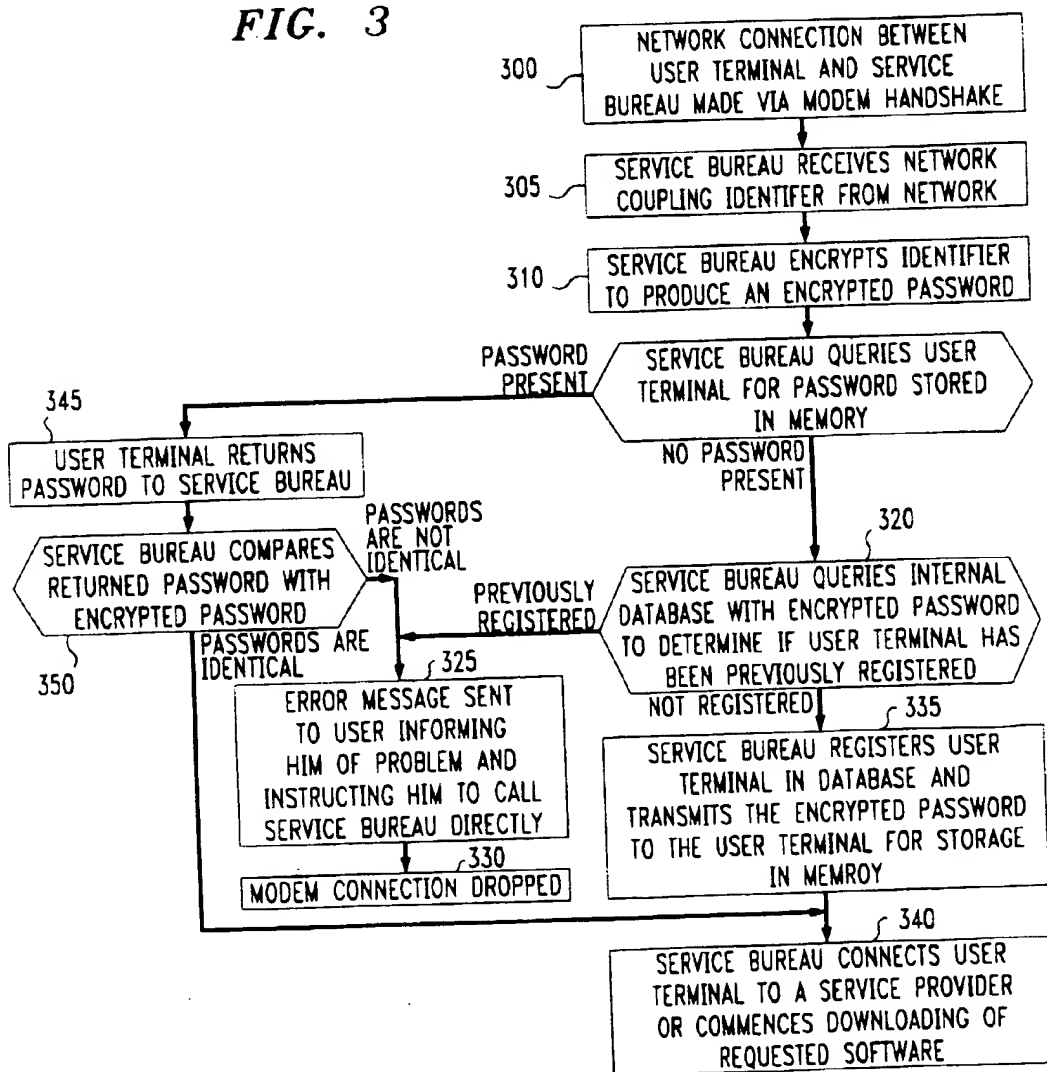 FIG. 3
300
NETWORK CONNECTION BETWEEN
USER TERMINAL AND SERVICE
BUREAU MADE VIA MODEM HANDSHAKE
305
SERVICE BUREAU RECEIVES NETWORK
COUPLING IDENTIFER FROM NETWORK
310
SERVICE BUREAU ENCRYPTS IDENTIFIER
TO PRODUCE AN ENCRYPTED PASSWORD
SERVICE BUREAU QUERIES USER
TERMINAL FOR PASSWORD STORED
IN MEMORY
PASSWORD
PRESENT
345
USER TERMINAL RETURNS
PASSWORD TO SERVICE BUREAU
NO PASSWORD
PRESENT
SERVICE BUREAU COMPARES
RETURNED PASSWORD WITH
ENCRYPTED PASSWORD
350
PASSWORDS
ARE NOT
IDENTICAL
PASSWORDS ARE
IDENTICAL
320
SERVICE BUREAU QUERIES INTERNAL
DATABASE WITH ENCRYPTED PASSWORD
TO DETERMINE IF USER TERMINAL HAS
BEEN PREVIOUSLY REGISTERED
PREVIOUSLY
REGISTERED
NOT REGISTERED
325
ERROR MESSAGE SENT
TO USER INFORMING
HIM OF PROBLEM AND
INSTRUCTING HIM TO CALL
SERVICE BUREAU DIRECTLY
330
MODEM CONNECTION DROPPED
335
SERVICE BUREAU REGISTERS USER
TERMINAL IN DATABASE AND
TRANSMITS THE ENCRYPTED PASSWORD
TO THE USER TERMINAL FOR STORAGE
IN MEMROY
340
SERVICE BUREAU CONNECTS USER
TERMINAL TO A SERVICE PROVIDER
OR COMMENCES DOWNLOADING OF
REQUESTED SOFTWARE